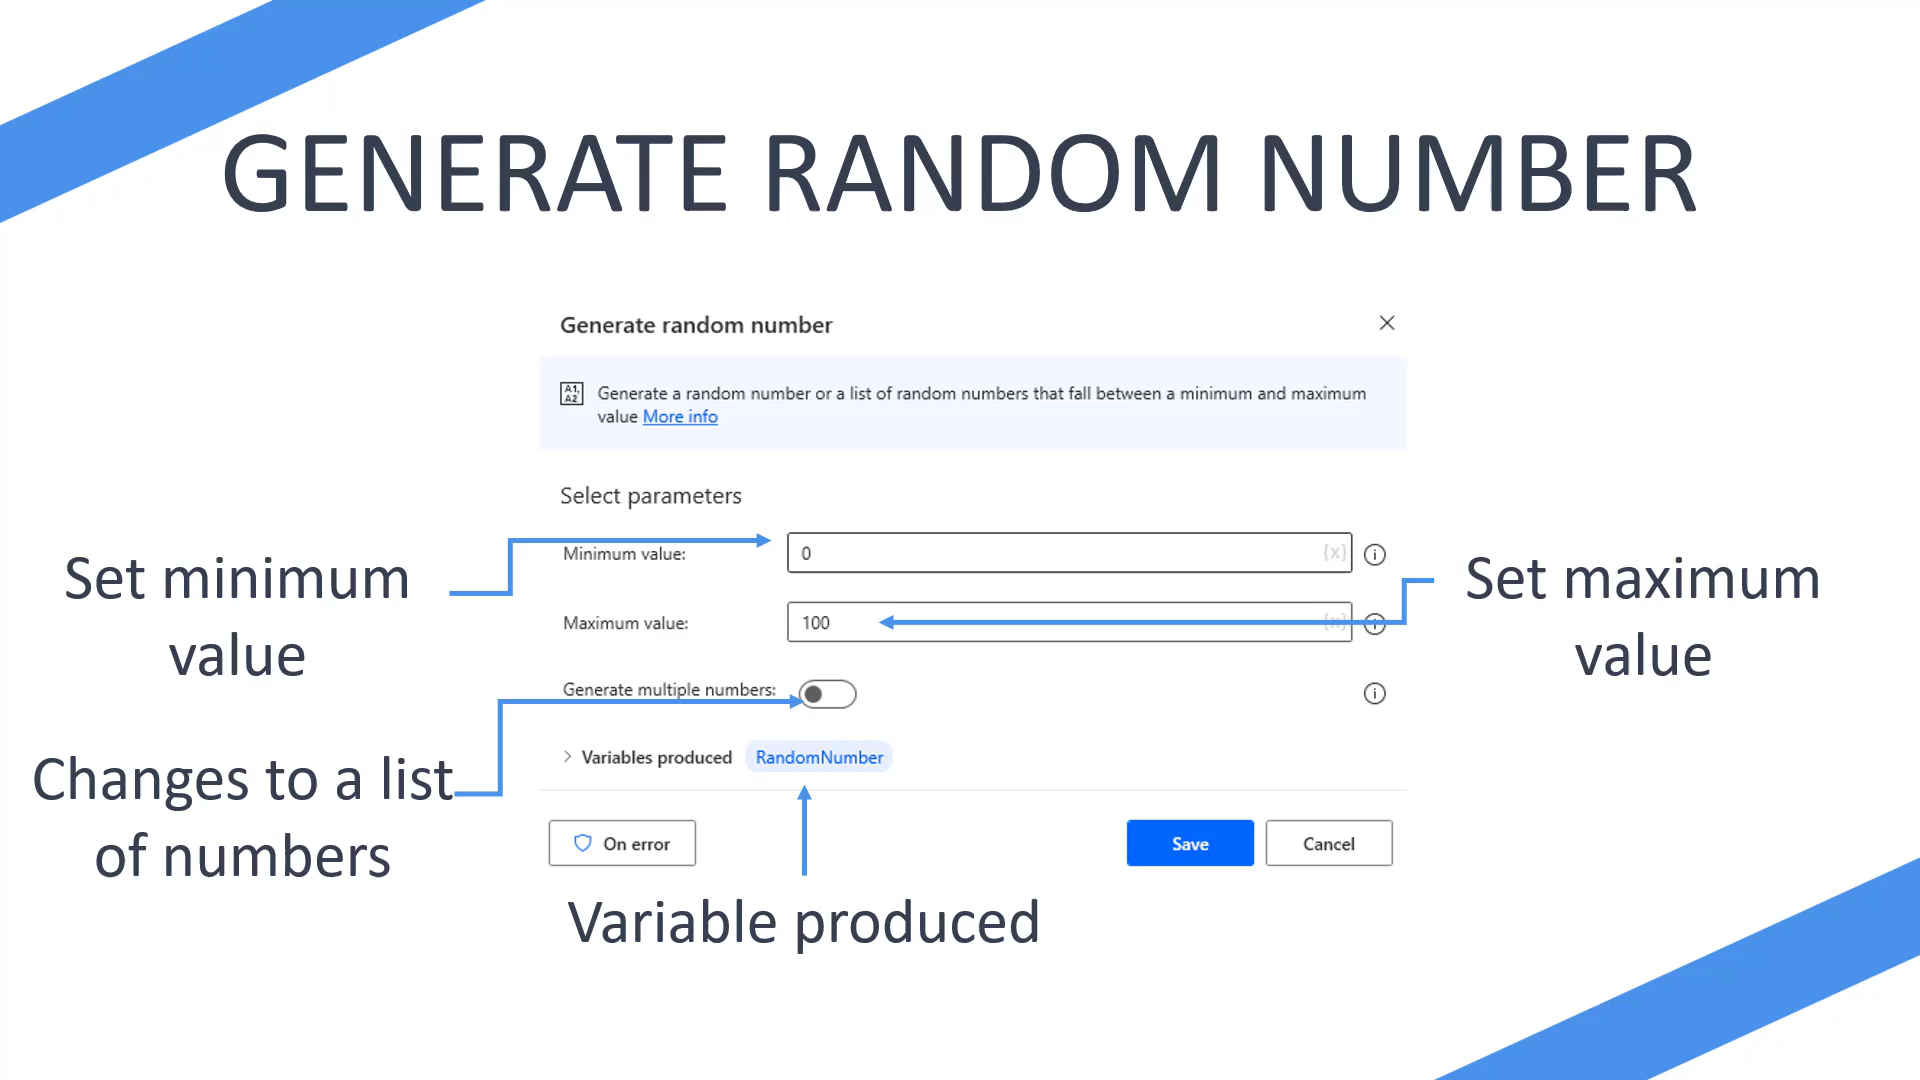 GENERATE RANDOM NUMBER
Generate random number
A1,
A2
Generate a random number or a list of random numbers that fall between a minimum and maximum
value More info
Select parameters
Minimum value:
0
{x}
Maximum value:
100
{x}
Generate multiple numbers:
Variables produced
RandomNumber
On error
Save
Cancel
Set minimum
value
Set maximum
value
Changes to a list
of numbers
Variable produced